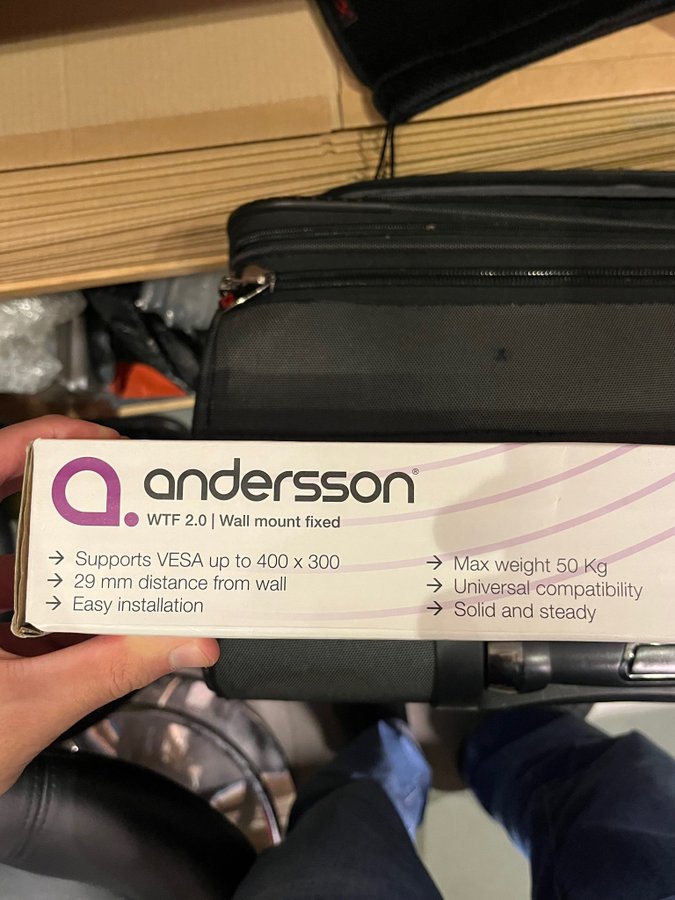 a.
andersson®
WTF 2.0 | Wall mount fixed
→ Supports VESA up to 400 x 300
→ 29 mm distance from wall
→ Easy installation
→ Max weight 50 Kg
→ Universal compatibility
→ Solid and steady